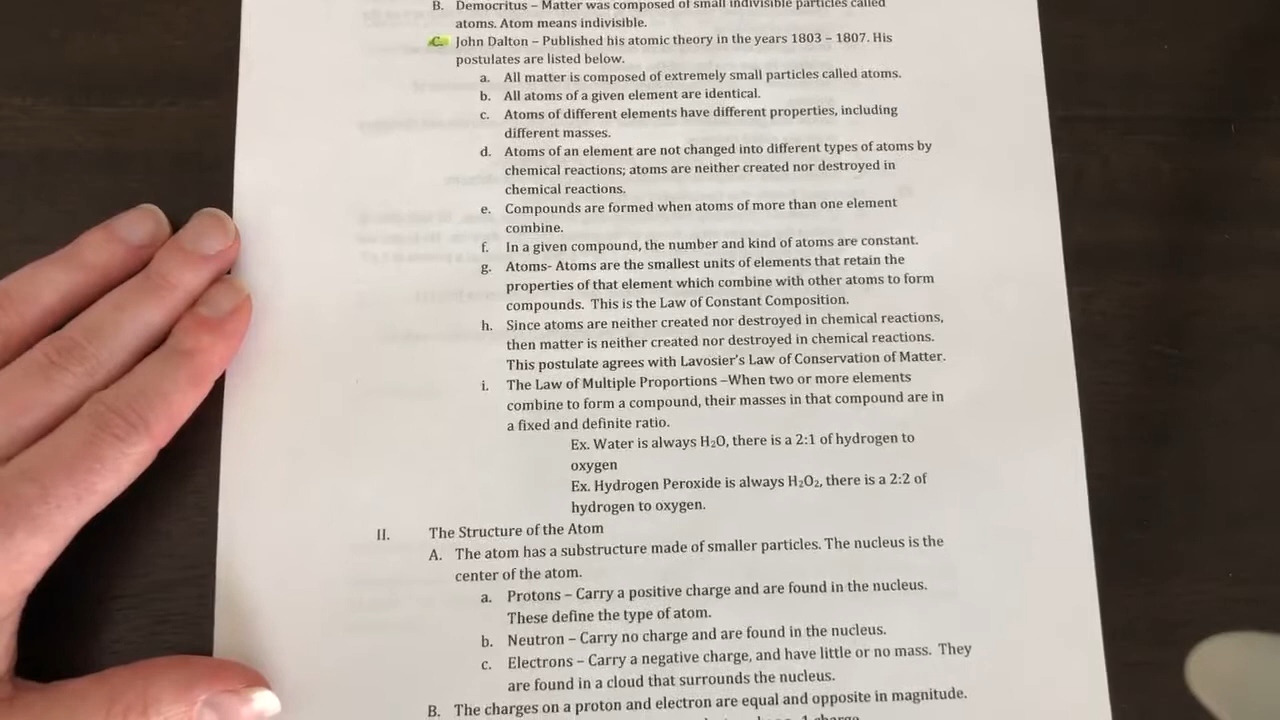 B. Democritus – Matter was composed of small indivisible particles called
atoms. Atom means indivisible.
C. John Dalton – Published his atomic theory in the years 1803 – 1807. His
postulates are listed below.
a. All matter is composed of extremely small particles called atoms.
b. All atoms of a given element are identical.
c. Atoms of different elements have different properties, including
different masses.
d. Atoms of an element are not changed into different types of atoms by
chemical reactions; atoms are neither created nor destroyed in
chemical reactions.
e. Compounds are formed when atoms of more than one element
combine.
f. In a given compound, the number and kind of atoms are constant.
g. Atoms- Atoms are the smallest units of elements that retain the
properties of that element which combine with other atoms to form
compounds. This is the Law of Constant Composition.
h. Since atoms are neither created nor destroyed in chemical reactions,
then matter is neither created nor destroyed in chemical reactions.
This postulate agrees with Lavosier's Law of Conservation of Matter.
i. The Law of Multiple Proportions –When two or more elements
combine to form a compound, their masses in that compound are in
a fixed and definite ratio.
Ex. Water is always H₂O, there is a 2:1 of hydrogen to
oxygen
Ex. Hydrogen Peroxide is always H₂O₂, there is a 2:2 of
hydrogen to oxygen.
II. The Structure of the Atom
A. The atom has a substructure made of smaller particles. The nucleus is the
center of the atom.
a. Protons – Carry a positive charge and are found in the nucleus.
These define the type of atom.
b. Neutron – Carry no charge and are found in the nucleus.
c. Electrons – Carry a negative charge, and have little or no mass. They
are found in a cloud that surrounds the nucleus.
B. The charges on a proton and electron are equal and opposite in magnitude.
charge